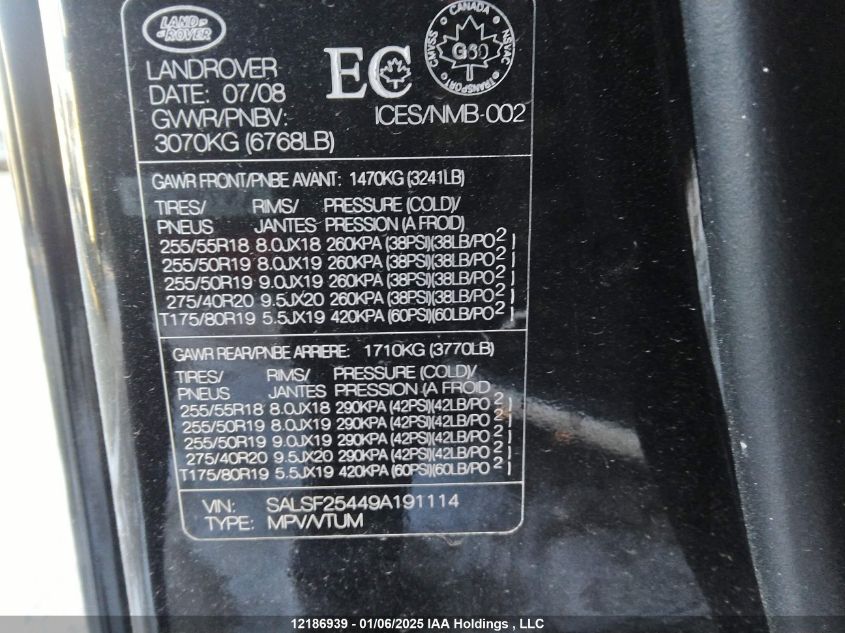 LAND-
ROVER
LANDROVER
DATE: 07/08
GVWR/PNBV:
3070KG (6768LB)
EC
CANADA
TRANSPORT
ICES/NMB-002
GAWR FRONT/PNBE AVANT: 1470KG (3241LB)
TIRES/ RIMS/ PRESSURE (COLD)/
PNEUS JANTES PRESSION (A FROID)
255/55R18 8.0JX18 260KPA (38PSI)(38LB/PO2)
255/50R19 8.0JX19 260KPA (38PSI)(38LB/PO2)
255/50R19 9.0JX19 260KPA (38PSI)(38LB/PO2)
275/40R20 9.5JX20 260KPA (38PSI)(38LB/PO2)
T175/80R19 5.5JX19 420KPA (60PSI)(60LB/PO2)
GAWR REAR/PNBE ARRIERE: 1710KG (3770LB)
TIRES/ RIMS/ PRESSURE (COLD)/
PNEUS JANTES PRESSION (A FROID
255/55R18 8.0JX18 290KPA (42PSI)(42LB/PO2)
255/50R19 8.0JX19 290KPA (42PSI)(42LB/PO2)
255/50R19 9.0JX19 290KPA (42PSI)(42LB/PO2)
275/40R20 9.5JX20 290KPA (42PSI)(42LB/PO2)
T175/80R19 5.5JX19 420KPA (60PSI)(60LB/PO2)
VIN: SALSF25449A191114
TYPE: MPV/VTUM
12186939 - 01/06/2025 IAA Holdings , LLC